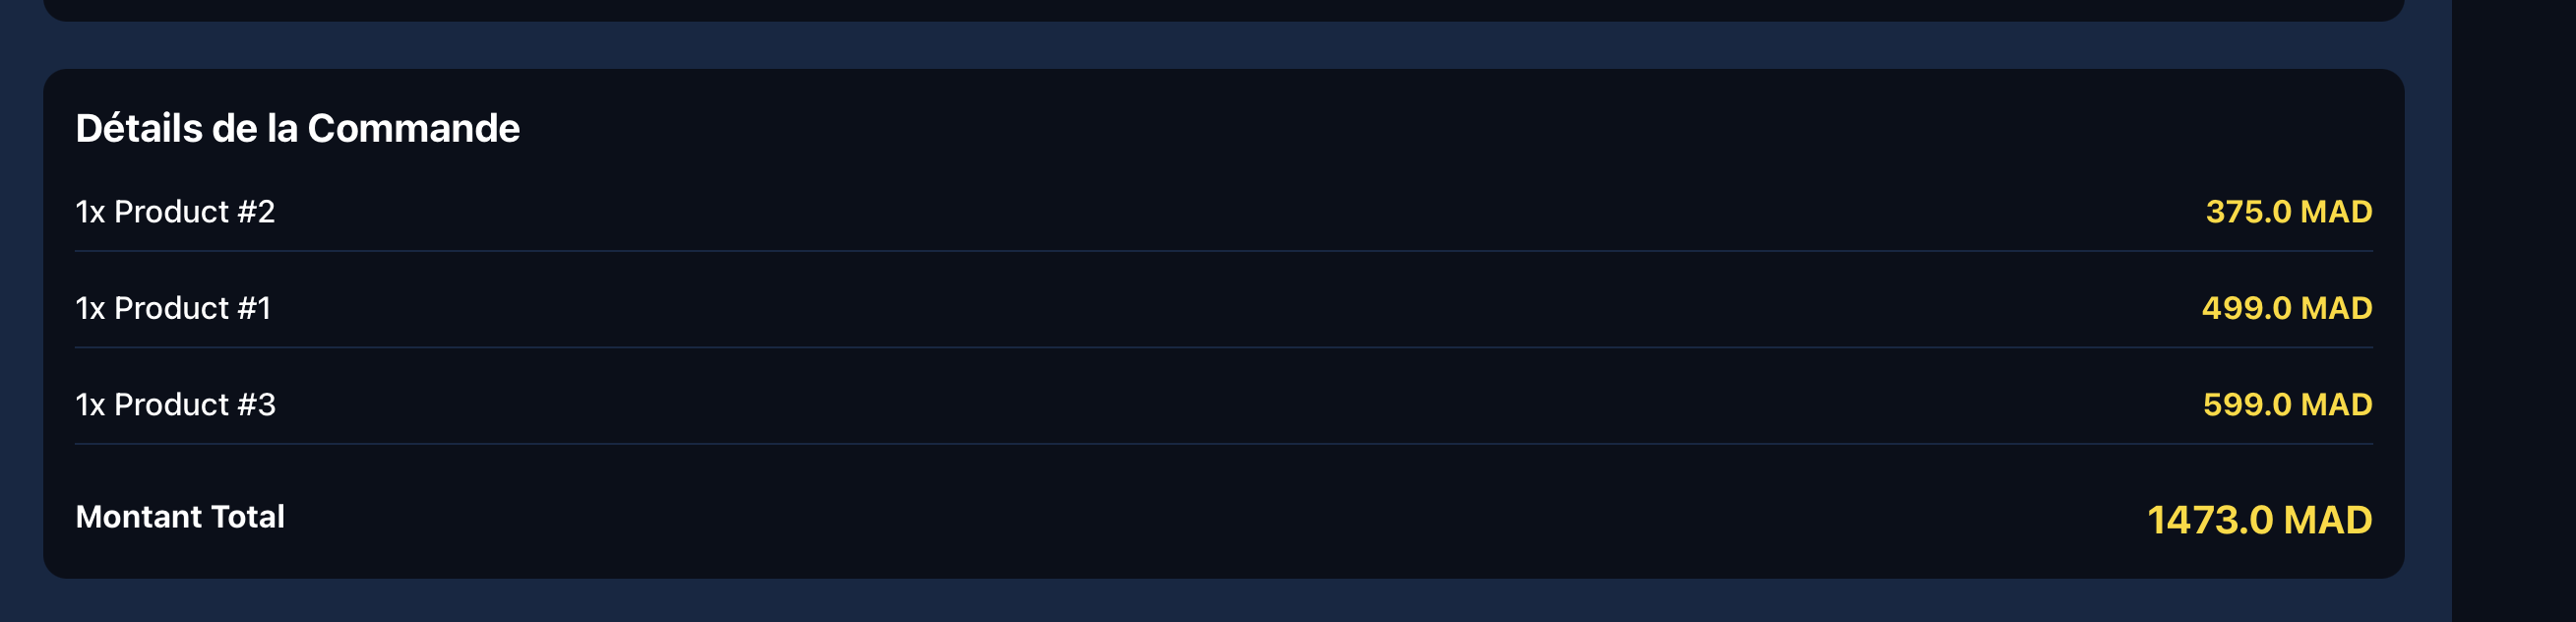 Détails de la Commande
1x Product #2 375.0 MAD
1x Product #1 499.0 MAD
1x Product #3 599.0 MAD
Montant Total 1473.0 MAD